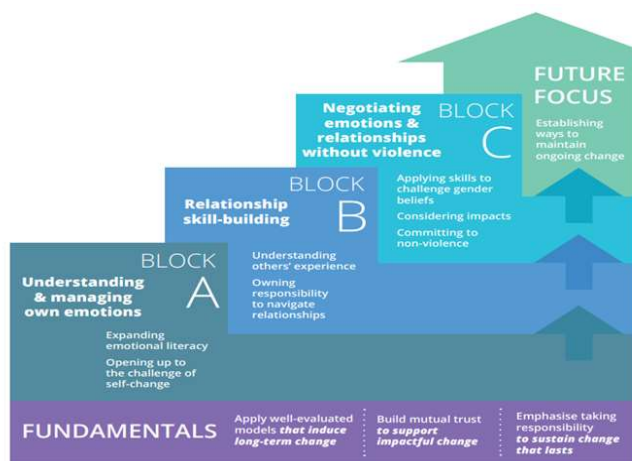 FUTURE
FOCUS
Establishing
ways to
maintain
ongoing change
Negotiating
emotions &
relationships
without violence
BLOCK
C
Applying skills to
challenge gender
beliefs
Considering impacts
Committing to
non-violence
Relationship
skill-building
BLOCK
B
Understanding
others' experience
Owning
responsibility
to navigate
relationships
Understanding
& managing
own emotions
BLOCK
A
Expanding
emotional literacy
Opening up to
the challenge of
self-change
FUNDAMENTALS
Apply well-evaluated
models that induce
long-term change
Build mutual trust
to support
impactful change
Emphasise taking
responsibility
to sustain change
that lasts